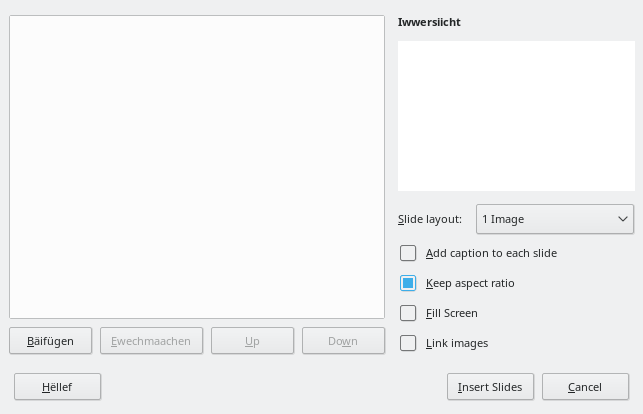 Iwwersiicht
Slide layout: 1 Image
Add caption to each slide
Keep aspect ratio
Fill Screen
Link images
Bäifügen Ewechmaachen Up Down
Hëllef Insert Slides Cancel